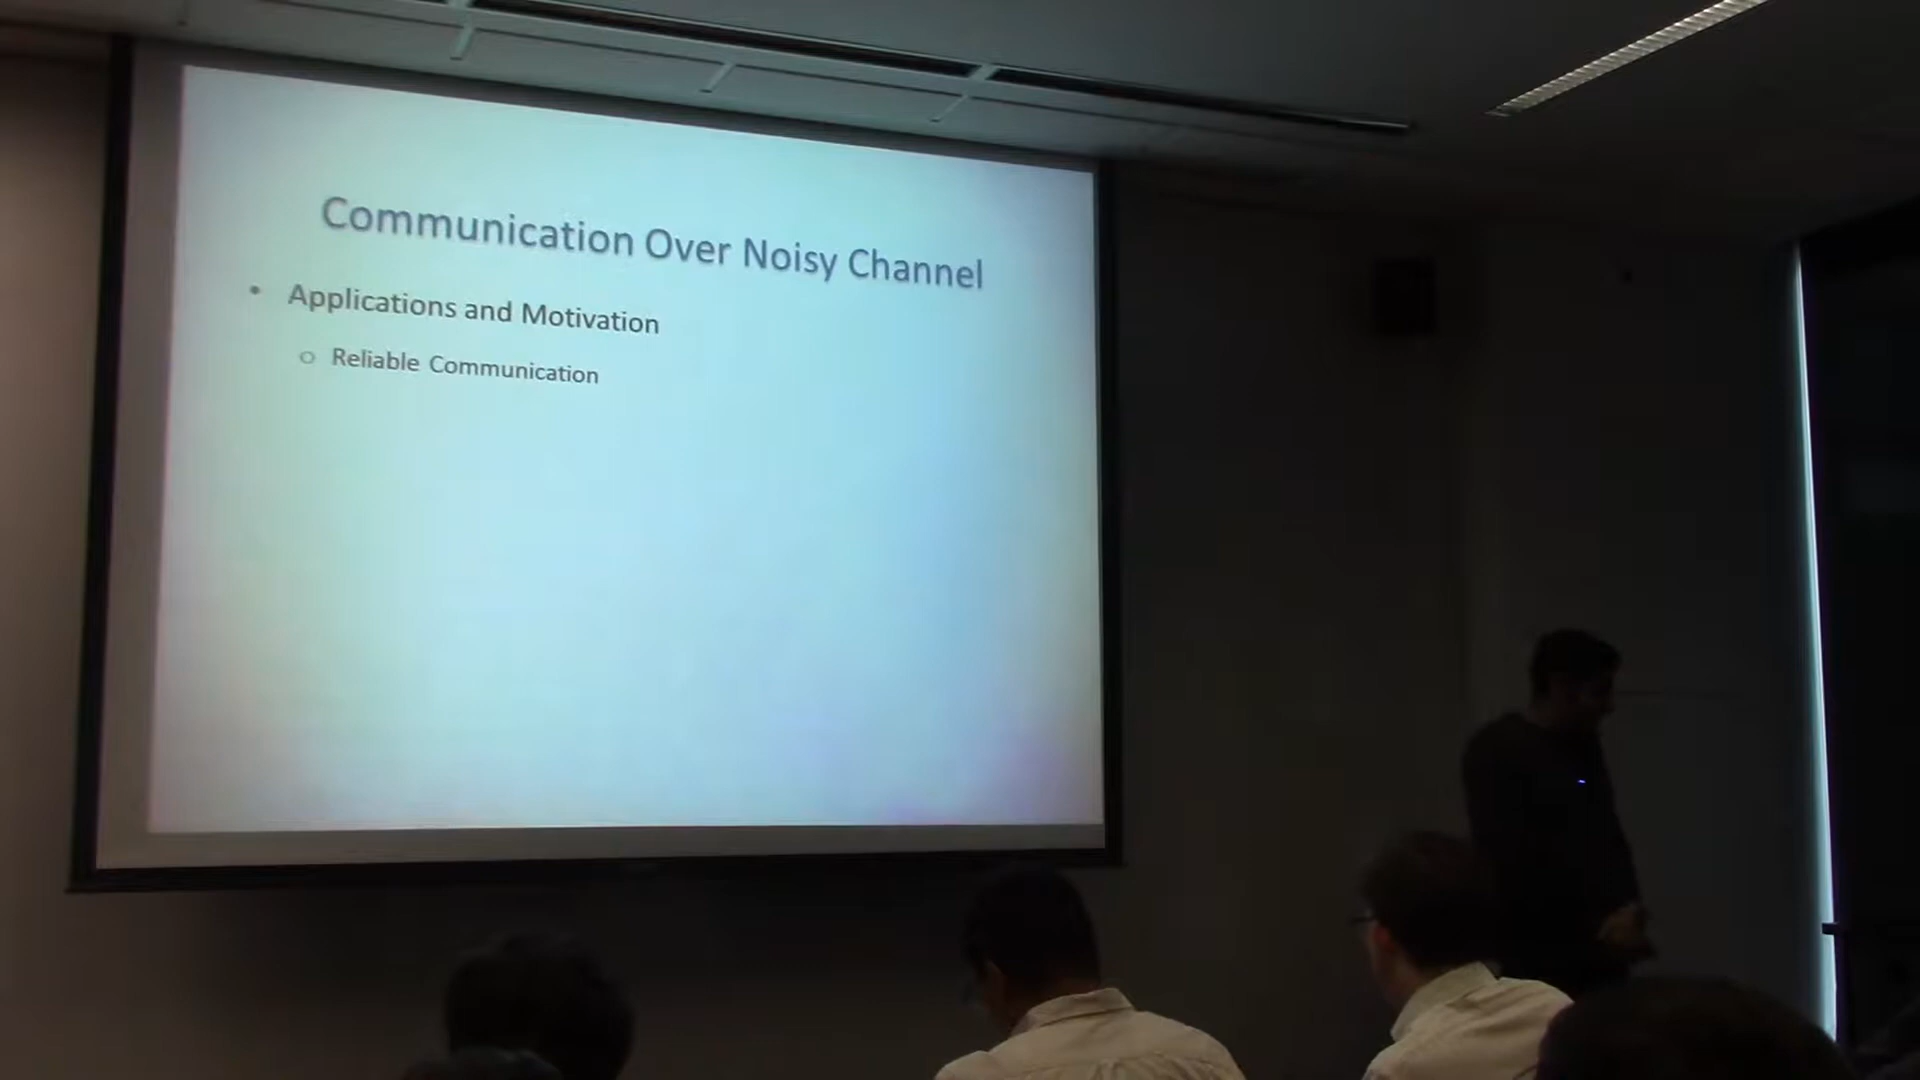 Communication Over Noisy Channel
• Applications and Motivation
o Reliable Communication